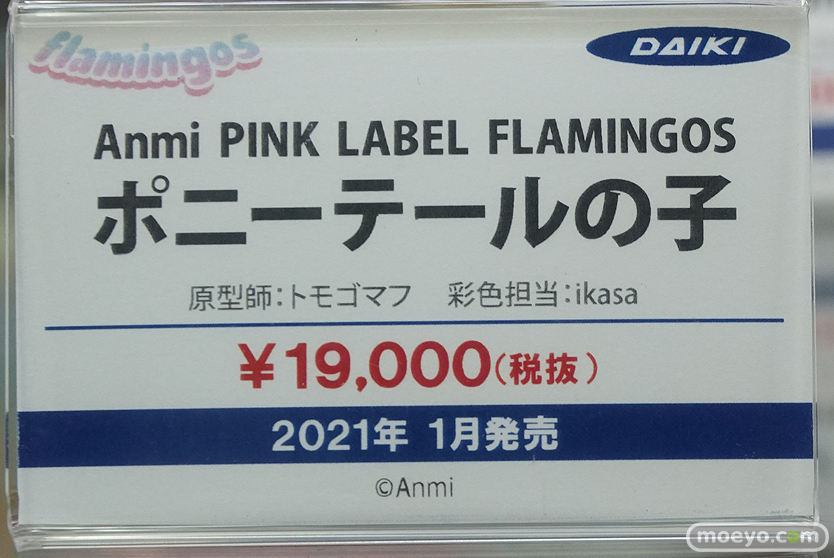 flamingos
DAIKI
Anmi PINK LABEL FLAMINGOS
ポニーテールの子
原型師：トモゴマフ　彩色担当：ikasa
￥19,000（税抜）
2021年 1月発売
©Anmi
moeyo.com